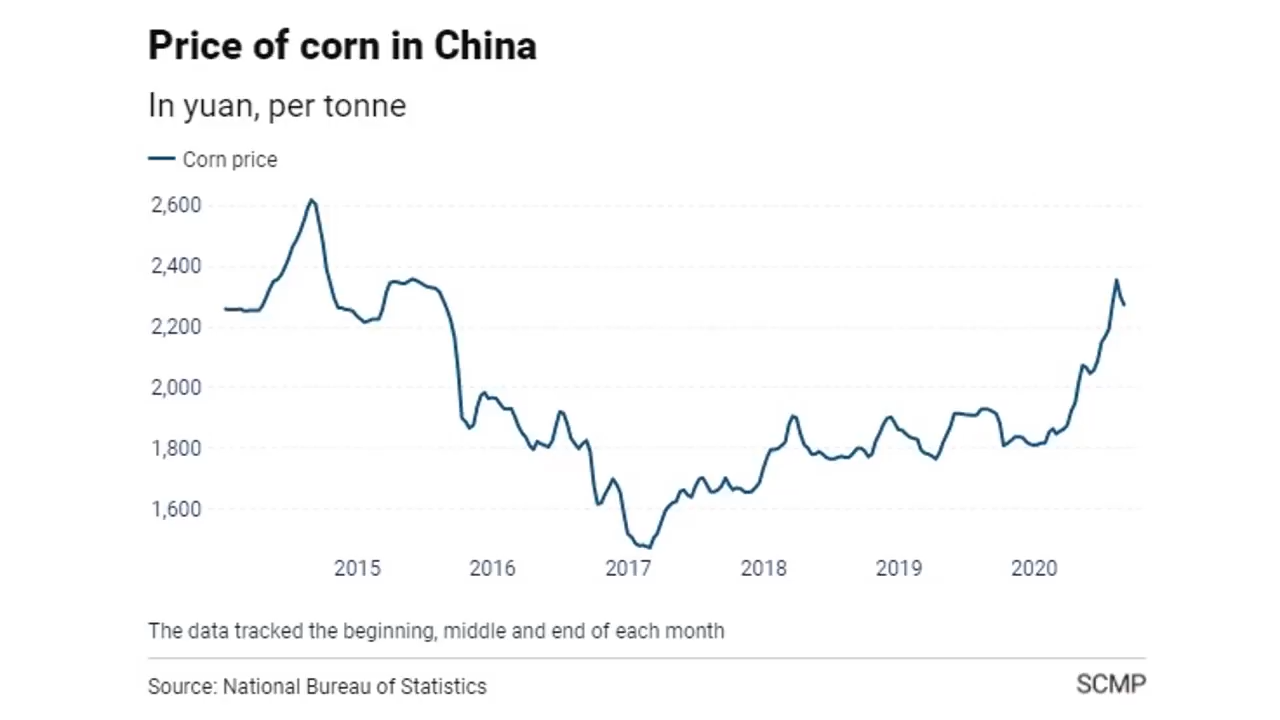 Price of corn in China
In yuan, per tonne
Corn price
2,600
2,400
2,200
2,000
1,800
1,600
2015 2016 2017 2018 2019 2020
The data tracked the beginning, middle and end of each month
Source: National Bureau of Statistics
SCMP